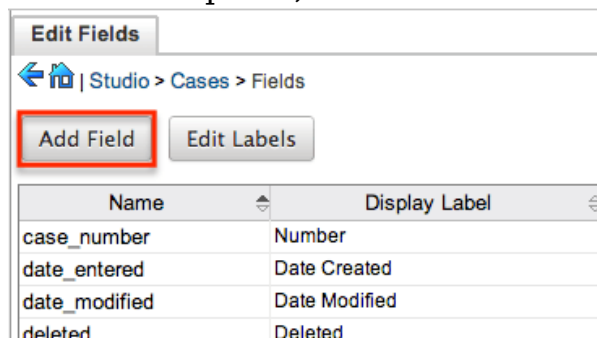 Edit Fields
| Studio > Cases > Fields
Add Field Edit Labels
Name Display Label
case_number Number
date_entered Date Created
date_modified Date Modified
deleted Deleted